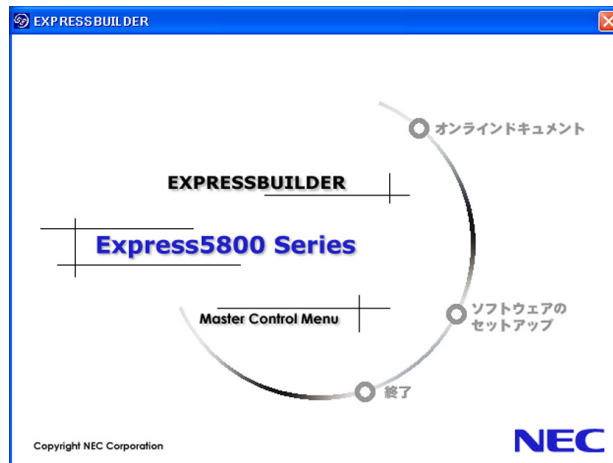 EXPRESSBUILDER
オンラインドキュメント
EXPRESSBUILDER
Express5800 Series
ソフトウェアの
セットアップ
Master Control Menu
終了
Copyright NEC Corporation
NEC